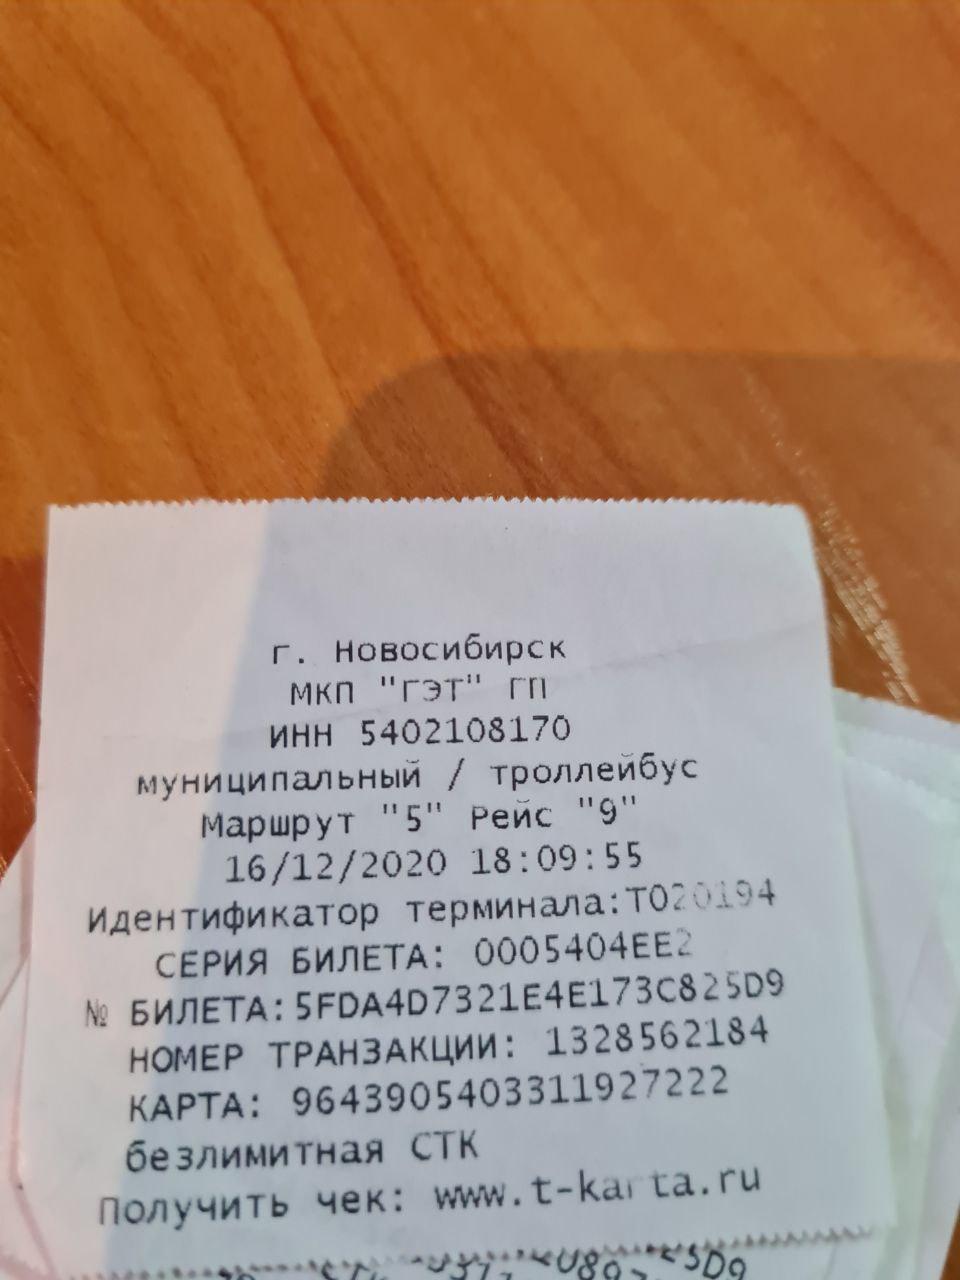 г. Новосибирск
МКП "ГЭТ" ГП
ИНН 5402108170
муниципальный / троллейбус
Маршрут "5" Рейс "9"
16/12/2020 18:09:55
Идентификатор терминала:Т020194
СЕРИЯ БИЛЕТА: 0005404EE2
№ БИЛЕТА:5FDA4D7321E4E173C825D9
НОМЕР ТРАНЗАКЦИИ: 1328562184
КАРТА: 9643905403311927222
безлимитная СТК
Получить чек: www.t-karta.ru